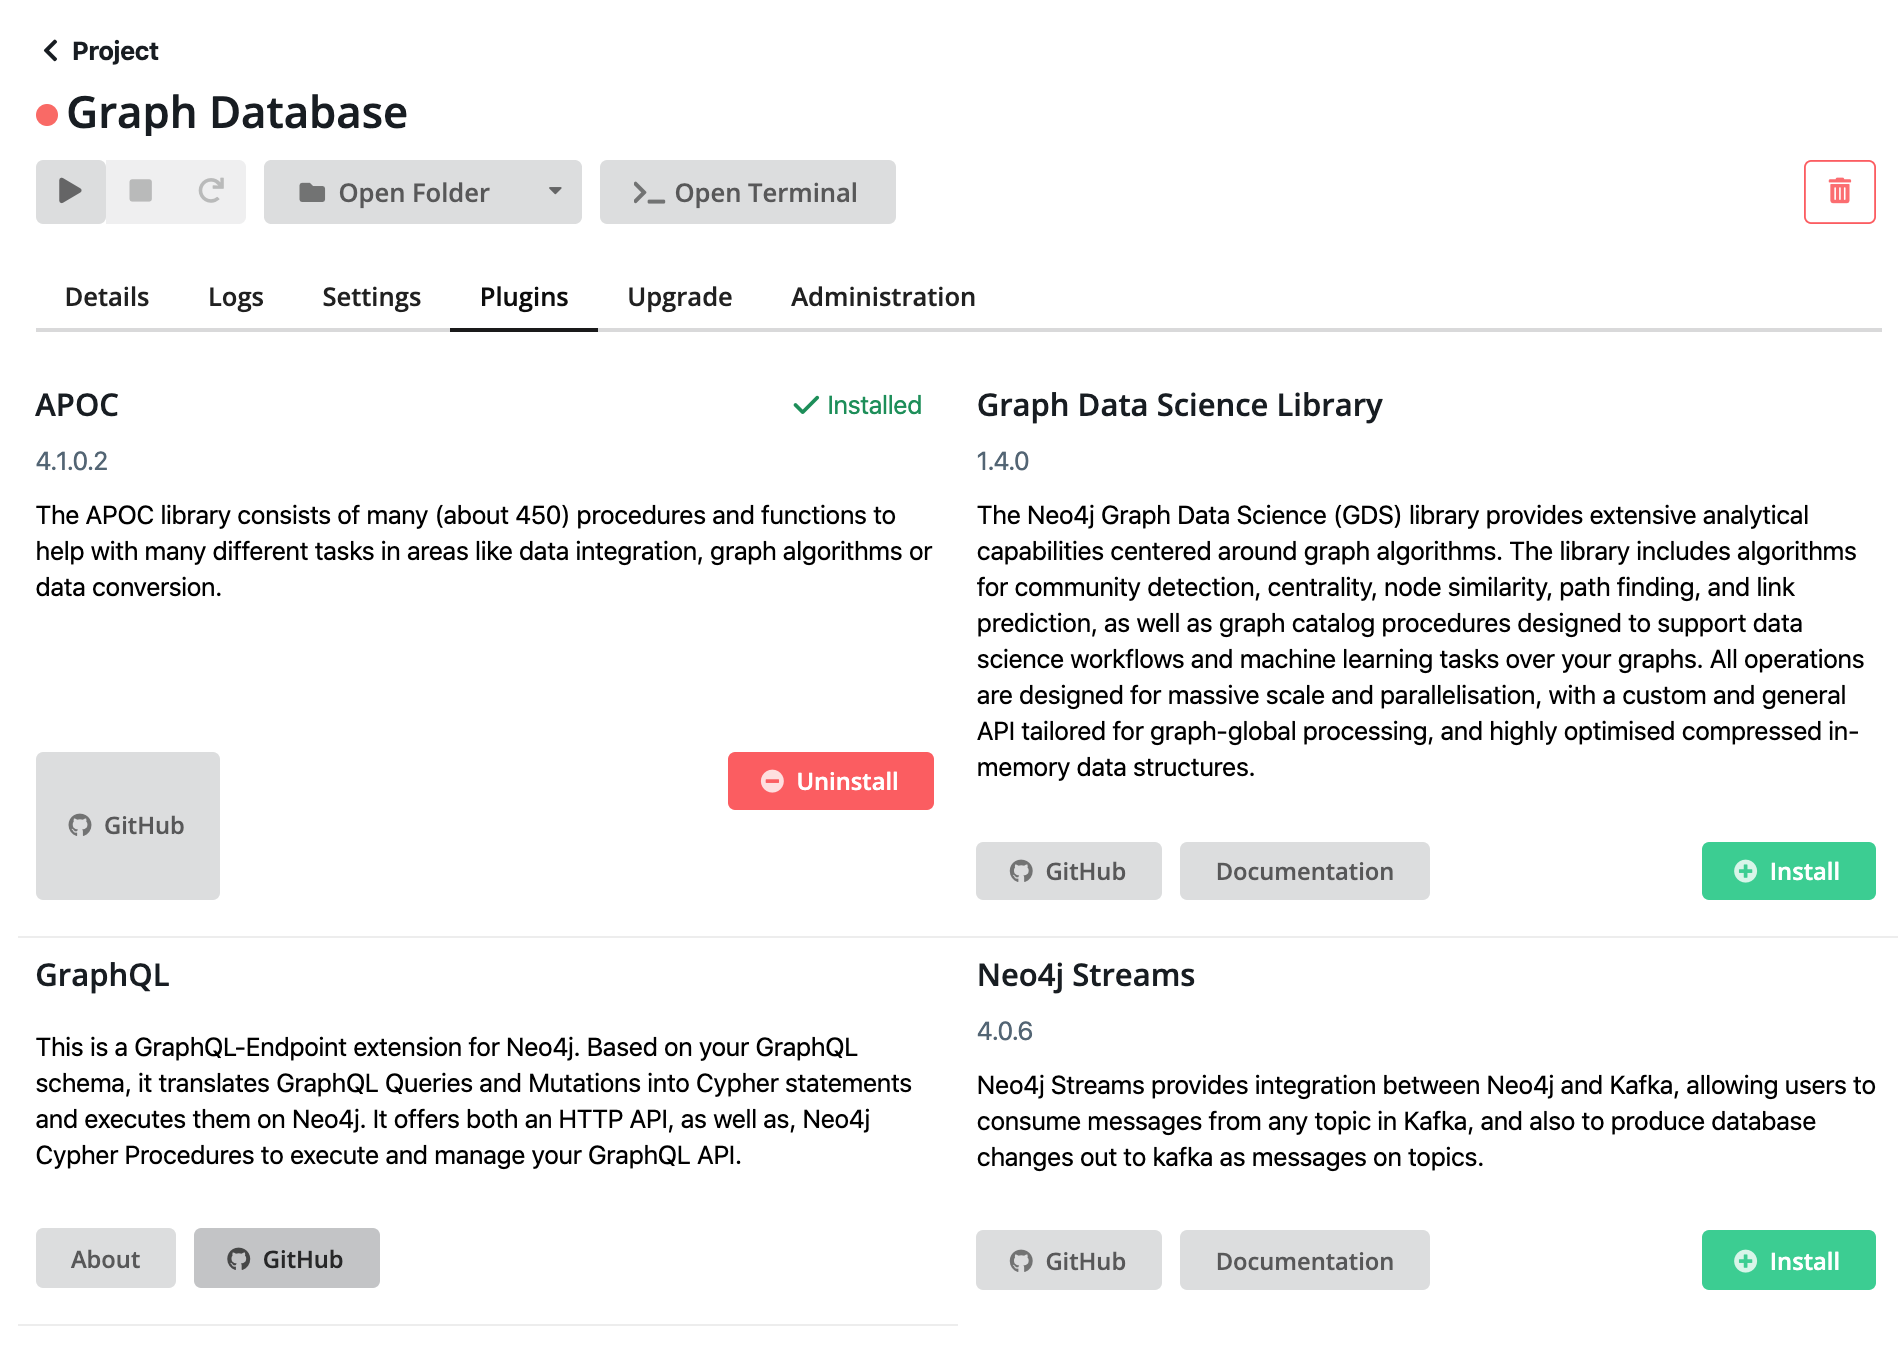 Project
Graph Database
Open Folder
Open Terminal
Details Logs Settings Plugins Upgrade Administration
APOC
Installed
4.1.0.2
The APOC library consists of many (about 450) procedures and functions to
help with many different tasks in areas like data integration, graph algorithms or
data conversion.
GitHub
Uninstall
Graph Data Science Library
1.4.0
The Neo4j Graph Data Science (GDS) library provides extensive analytical
capabilities centered around graph algorithms. The library includes algorithms
for community detection, centrality, node similarity, path finding, and link
prediction, as well as graph catalog procedures designed to support data
science workflows and machine learning tasks over your graphs. All operations
are designed for massive scale and parallelisation, with a custom and general
API tailored for graph-global processing, and highly optimised compressed in-
memory data structures.
GitHub
Documentation
Install
GraphQL
This is a GraphQL-Endpoint extension for Neo4j. Based on your GraphQL
schema, it translates GraphQL Queries and Mutations into Cypher statements
and executes them on Neo4j. It offers both an HTTP API, as well as, Neo4j
Cypher Procedures to execute and manage your GraphQL API.
About
GitHub
Neo4j Streams
4.0.6
Neo4j Streams provides integration between Neo4j and Kafka, allowing users to
consume messages from any topic in Kafka, and also to produce database
changes out to kafka as messages on topics.
GitHub
Documentation
Install